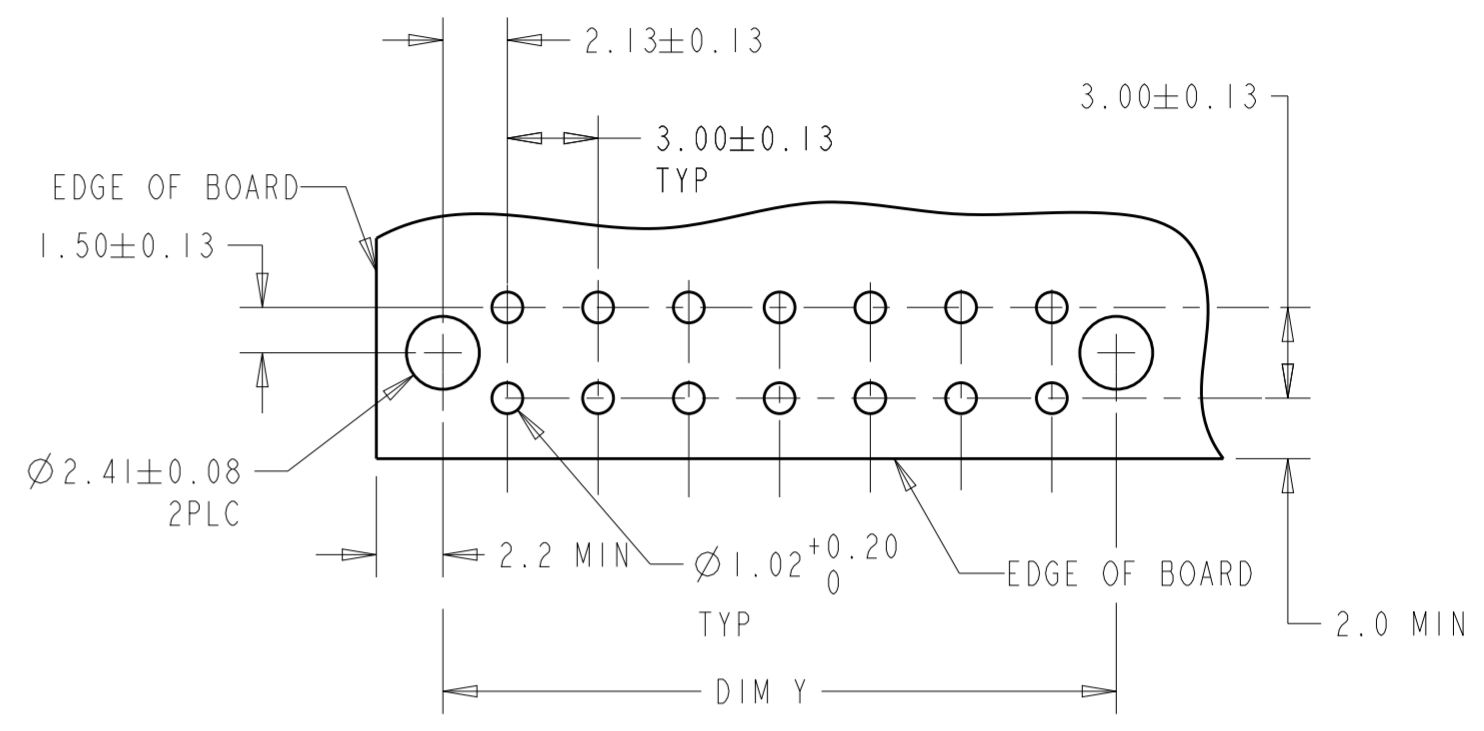 2.13±0.13
3.00±0.13
3.00±0.13
TYP
EDGE OF BOARD
1.50±0.13
Ø2.41±0.08
2PLC
2.2 MIN
Ø1.02 +0.20
0
TYP
EDGE OF BOARD
2.0 MIN
DIM Y